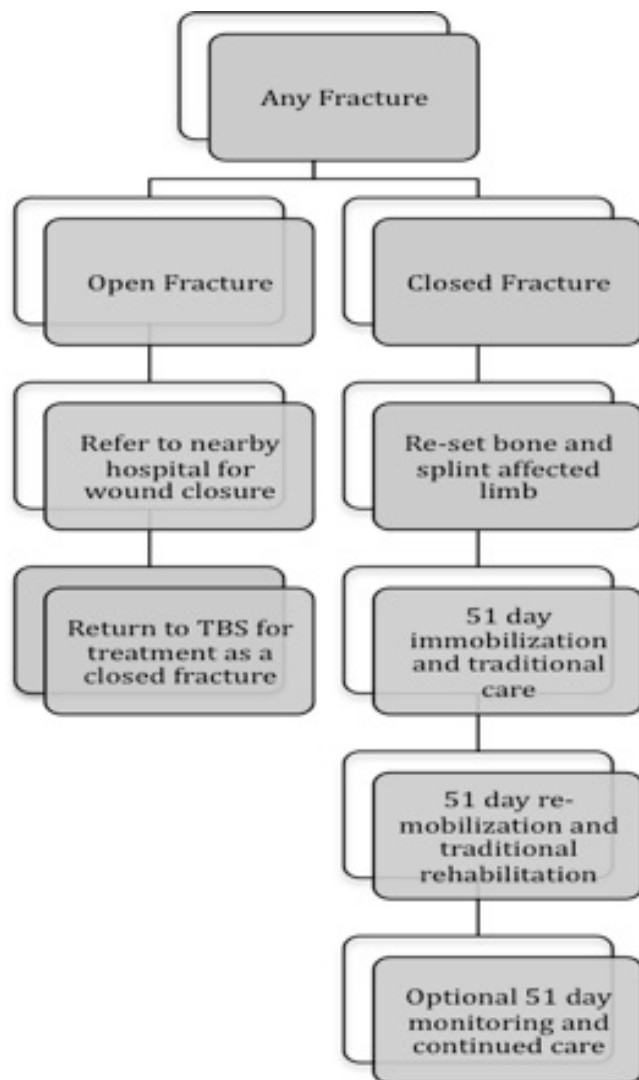 Any Fracture
Open Fracture
Closed Fracture
Refer to nearby
hospital for
wound closure
Re-set bone and
splint affected
limb
Return to TBS for
treatment as a
closed fracture
51 day
immobilization
and traditional
care
51 day re-
mobilization and
traditional
rehabilitation
Optional 51 day
monitoring and
continued care